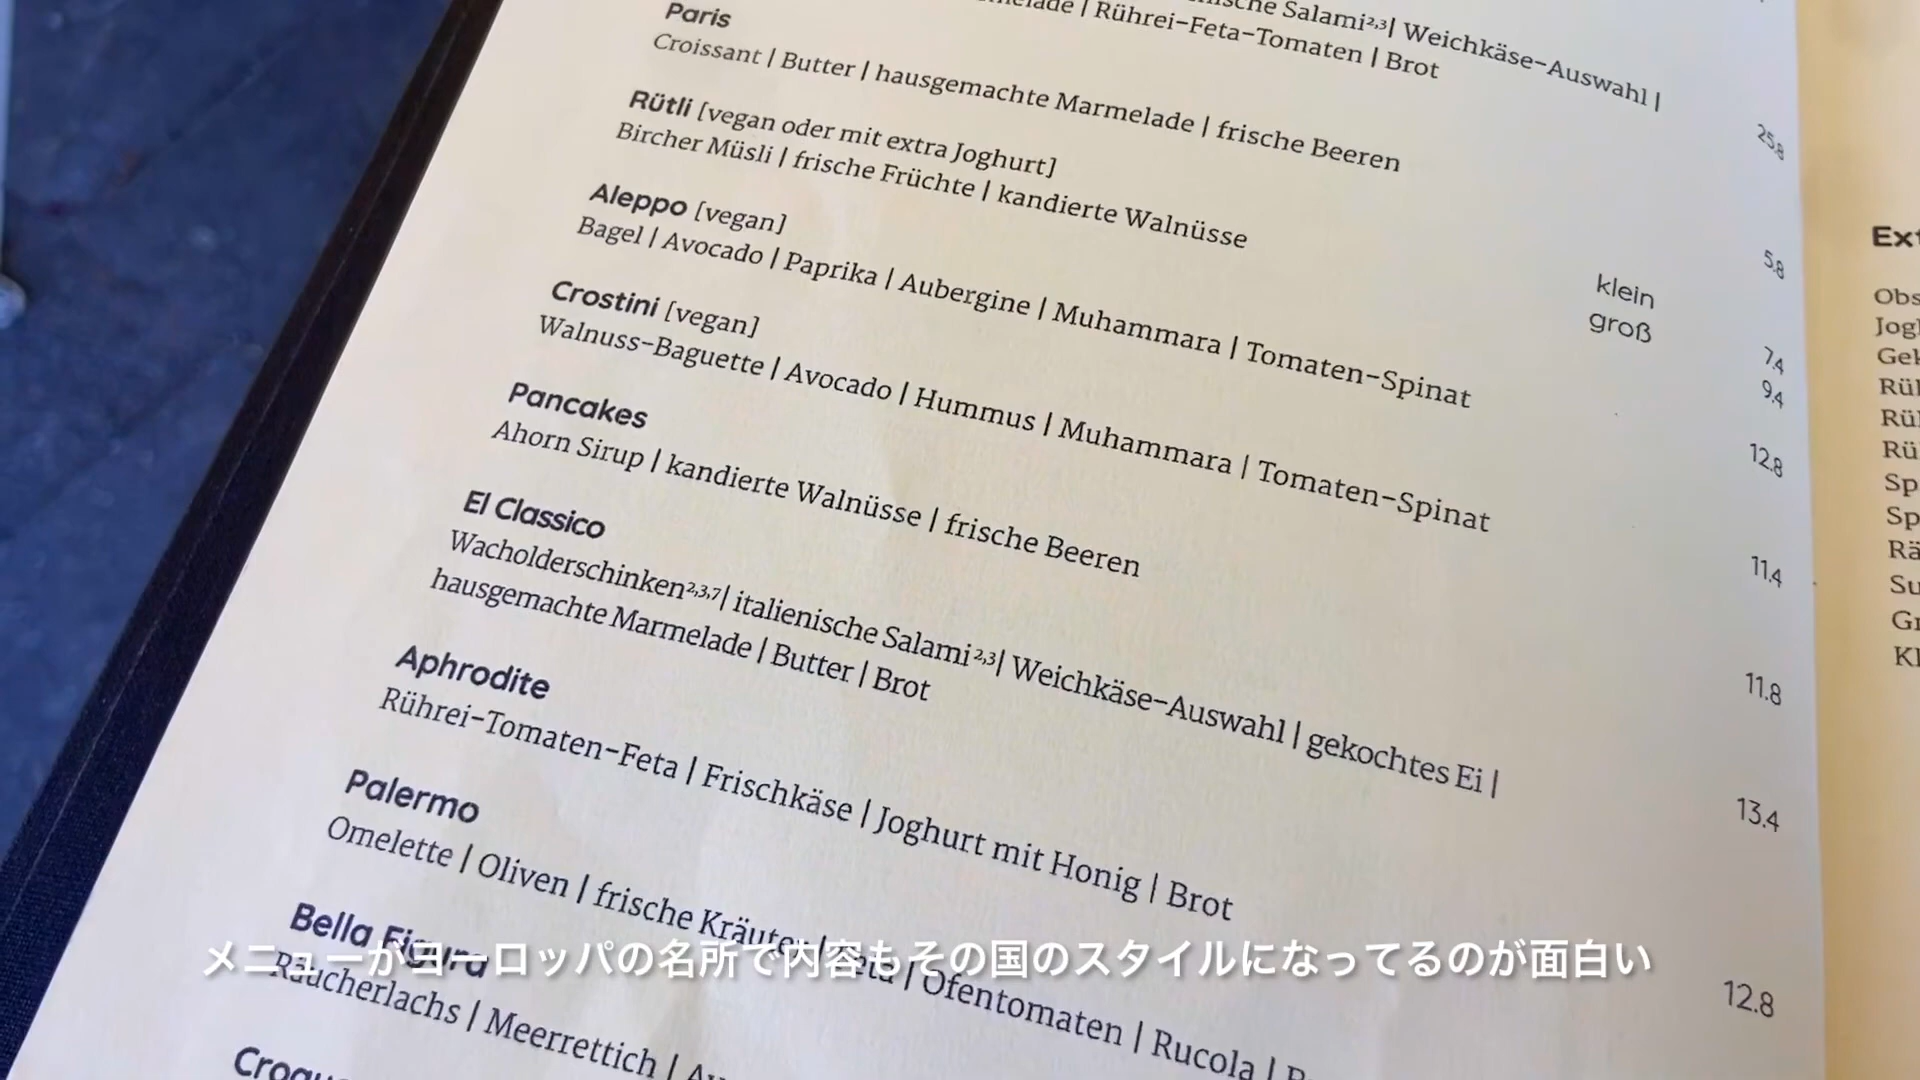 Salami2,3| Weichkäse-Auswahl |
| Rührei-Feta-Tomaten | Brot
25.8
Paris
Croissant | Butter | hausgemachte Marmelade | frische Beeren
5.8
Rütli [vegan oder mit extra Joghurt]
Bircher Müsli | frische Früchte | kandierte Walnüsse
klein 7.4
groß 9.4
Aleppo [vegan]
Bagel | Avocado | Paprika | Aubergine | Muhammara | Tomaten-Spinat
12.8
Crostini [vegan]
Walnuss-Baguette | Avocado | Hummus | Muhammara | Tomaten-Spinat
11.4
Pancakes
Ahorn Sirup | kandierte Walnüsse | frische Beeren
11.8
El Classico
Wacholderschinken2,3,7| italienische Salami2,3| Weichkäse-Auswahl | gekochtes Ei |
hausgemachte Marmelade | Butter | Brot
13.4
Aphrodite
Rührei-Tomaten-Feta | Frischkäse | Joghurt mit Honig | Brot
12.8
Palermo
Omelette | Oliven | frische Kräuter | Feta | Ofentomaten | Rucola |
Bella Figura
Räucherlachs | Meerrettich |
メニューがヨーロッパの名所で内容もその国のスタイルになってるのが面白い